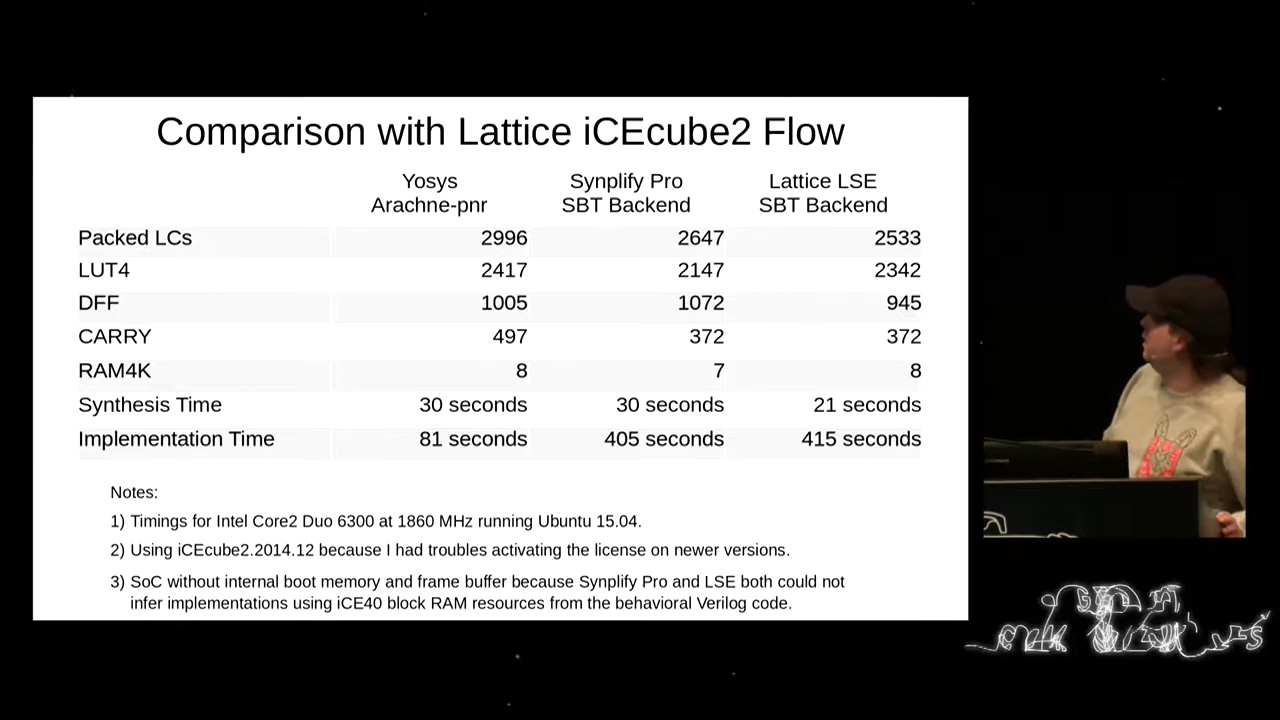 Comparison with Lattice iCEcube2 Flow
Yosys Synplify Pro Lattice LSE
Arachne-pnr SBT Backend SBT Backend
Packed LCs 2996 2647 2533
LUT4 2417 2147 2342
DFF 1005 1072 945
CARRY 497 372 372
RAM4K 8 7 8
Synthesis Time 30 seconds 30 seconds 21 seconds
Implementation Time 81 seconds 405 seconds 415 seconds
Notes:
1) Timings for Intel Core2 Duo 6300 at 1860 MHz running Ubuntu 15.04.
2) Using iCEcube2.2014.12 because I had troubles activating the license on newer versions.
3) SoC without internal boot memory and frame buffer because Synplify Pro and LSE both could not
infer implementations using iCE40 block RAM resources from the behavioral Verilog code.